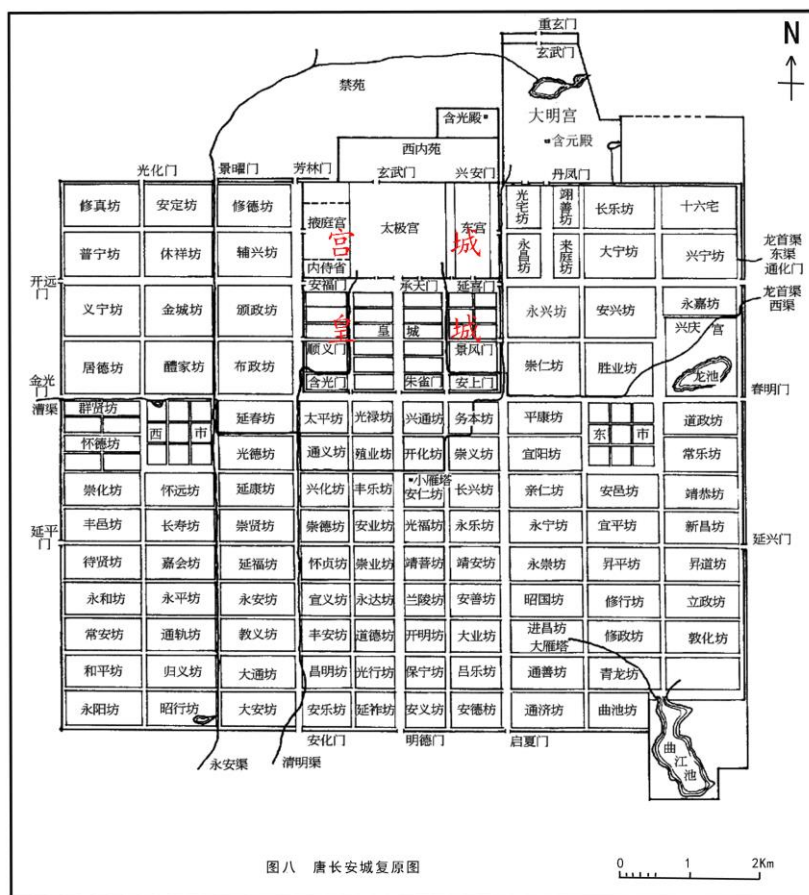 重玄门
N
玄武门
禁苑
大明宫
含光殿
含元殿
西内苑
光化门 景曜门 芳林门 玄武门 兴安门 丹凤门
修真坊 安定坊 修德坊 掖庭宫 太极宫 东宫 光宅坊 翊善坊 长乐坊 十六宅
宫 城
普宁坊 休祥坊 辅兴坊 内侍省 永昌坊 来庭坊 大宁坊 兴宁坊
龙首渠东渠
通化门
开远门
安福门 承天门 延喜门
龙首渠西渠
义宁坊 金城坊 颁政坊 永兴坊 安兴坊 永嘉坊
皇 城
皇 城
兴庆宫
顺义门 景凤门
居德坊 醴家坊 布政坊 崇仁坊 胜业坊 龙池
金光门 含光门 朱雀门 安上门 春明门
漕渠
群贤坊 西市 延春坊 太平坊 光禄坊 兴通坊 务本坊 平康坊 东市 道政坊
怀德坊 光德坊 通义坊 殖业坊 开化坊 崇义坊 宜阳坊 常乐坊
小雁塔
崇化坊 怀远坊 延康坊 兴化坊 丰乐坊 安仁坊 长兴坊 亲仁坊 安邑坊 靖恭坊
延平门
丰邑坊 长寿坊 崇贤坊 崇德坊 安业坊 光福坊 永乐坊 永宁坊 宜平坊 新昌坊
延兴门
待贤坊 嘉会坊 延福坊 怀贞坊 崇业坊 靖善坊 靖安坊 永崇坊 昇平坊 昇道坊
永和坊 永平坊 永安坊 宜义坊 永达坊 兰陵坊 安善坊 昭国坊 修行坊 立政坊
常安坊 通轨坊 教义坊 丰安坊 道德坊 开明坊 大业坊 进昌坊 修政坊 敦化坊
大雁塔
和平坊 归义坊 大通坊 昌明坊 光行坊 保宁坊 吕乐坊 通善坊 青龙坊
永阳坊 昭行坊 大安坊 安乐坊 延祚坊 安义坊 安德坊 通济坊 曲池坊
曲江池
安化门 明德门 启夏门
永安渠 清明渠
图八 唐长安城复原图
0 1 2Km